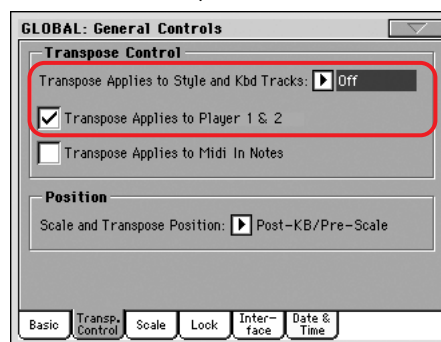 GLOBAL: General Controls
Transpose Control
Transpose Applies to Style and Kbd Tracks: Off
Transpose Applies to Player 1 & 2
Transpose Applies to Midi In Notes
Position
Scale and Transpose Position: Post-KB/Pre-Scale
Basic Transp. Control Scale Lock Inter-face Date & Time